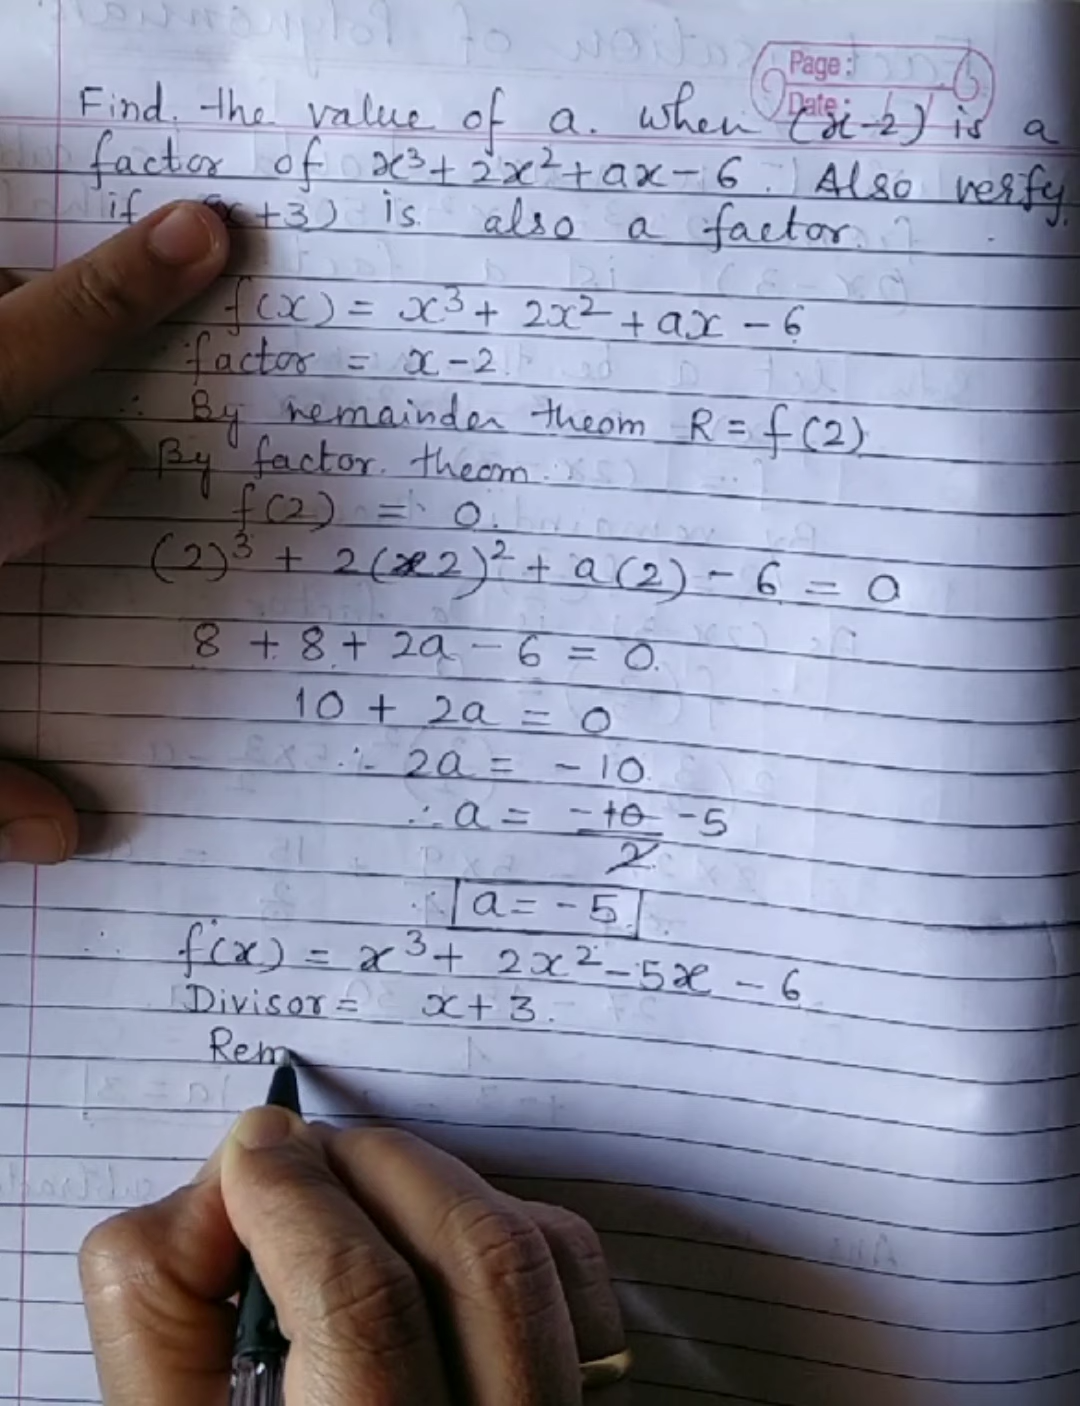 Page:
Date:
Find the value of a. when (x-2) is a
factor of x³+ 2x²+ax-6. Also verify
if +3) is also a factor.
f(x) = x³+ 2x² +ax - 6
factor = x-2
∴ By remainder theom R = f(2)
By factor. theom.
f(2) = 0.
(2)³ + 2(2)² + a(2) - 6 = 0
8 + 8 + 2a - 6 = 0.
10 + 2a = 0
∴ 2a = -10.
∴ a = -10 -5
2
∴ a = -5
∴ f(x) = x³+ 2x²-5x - 6
Divisor = x+3.
Rem